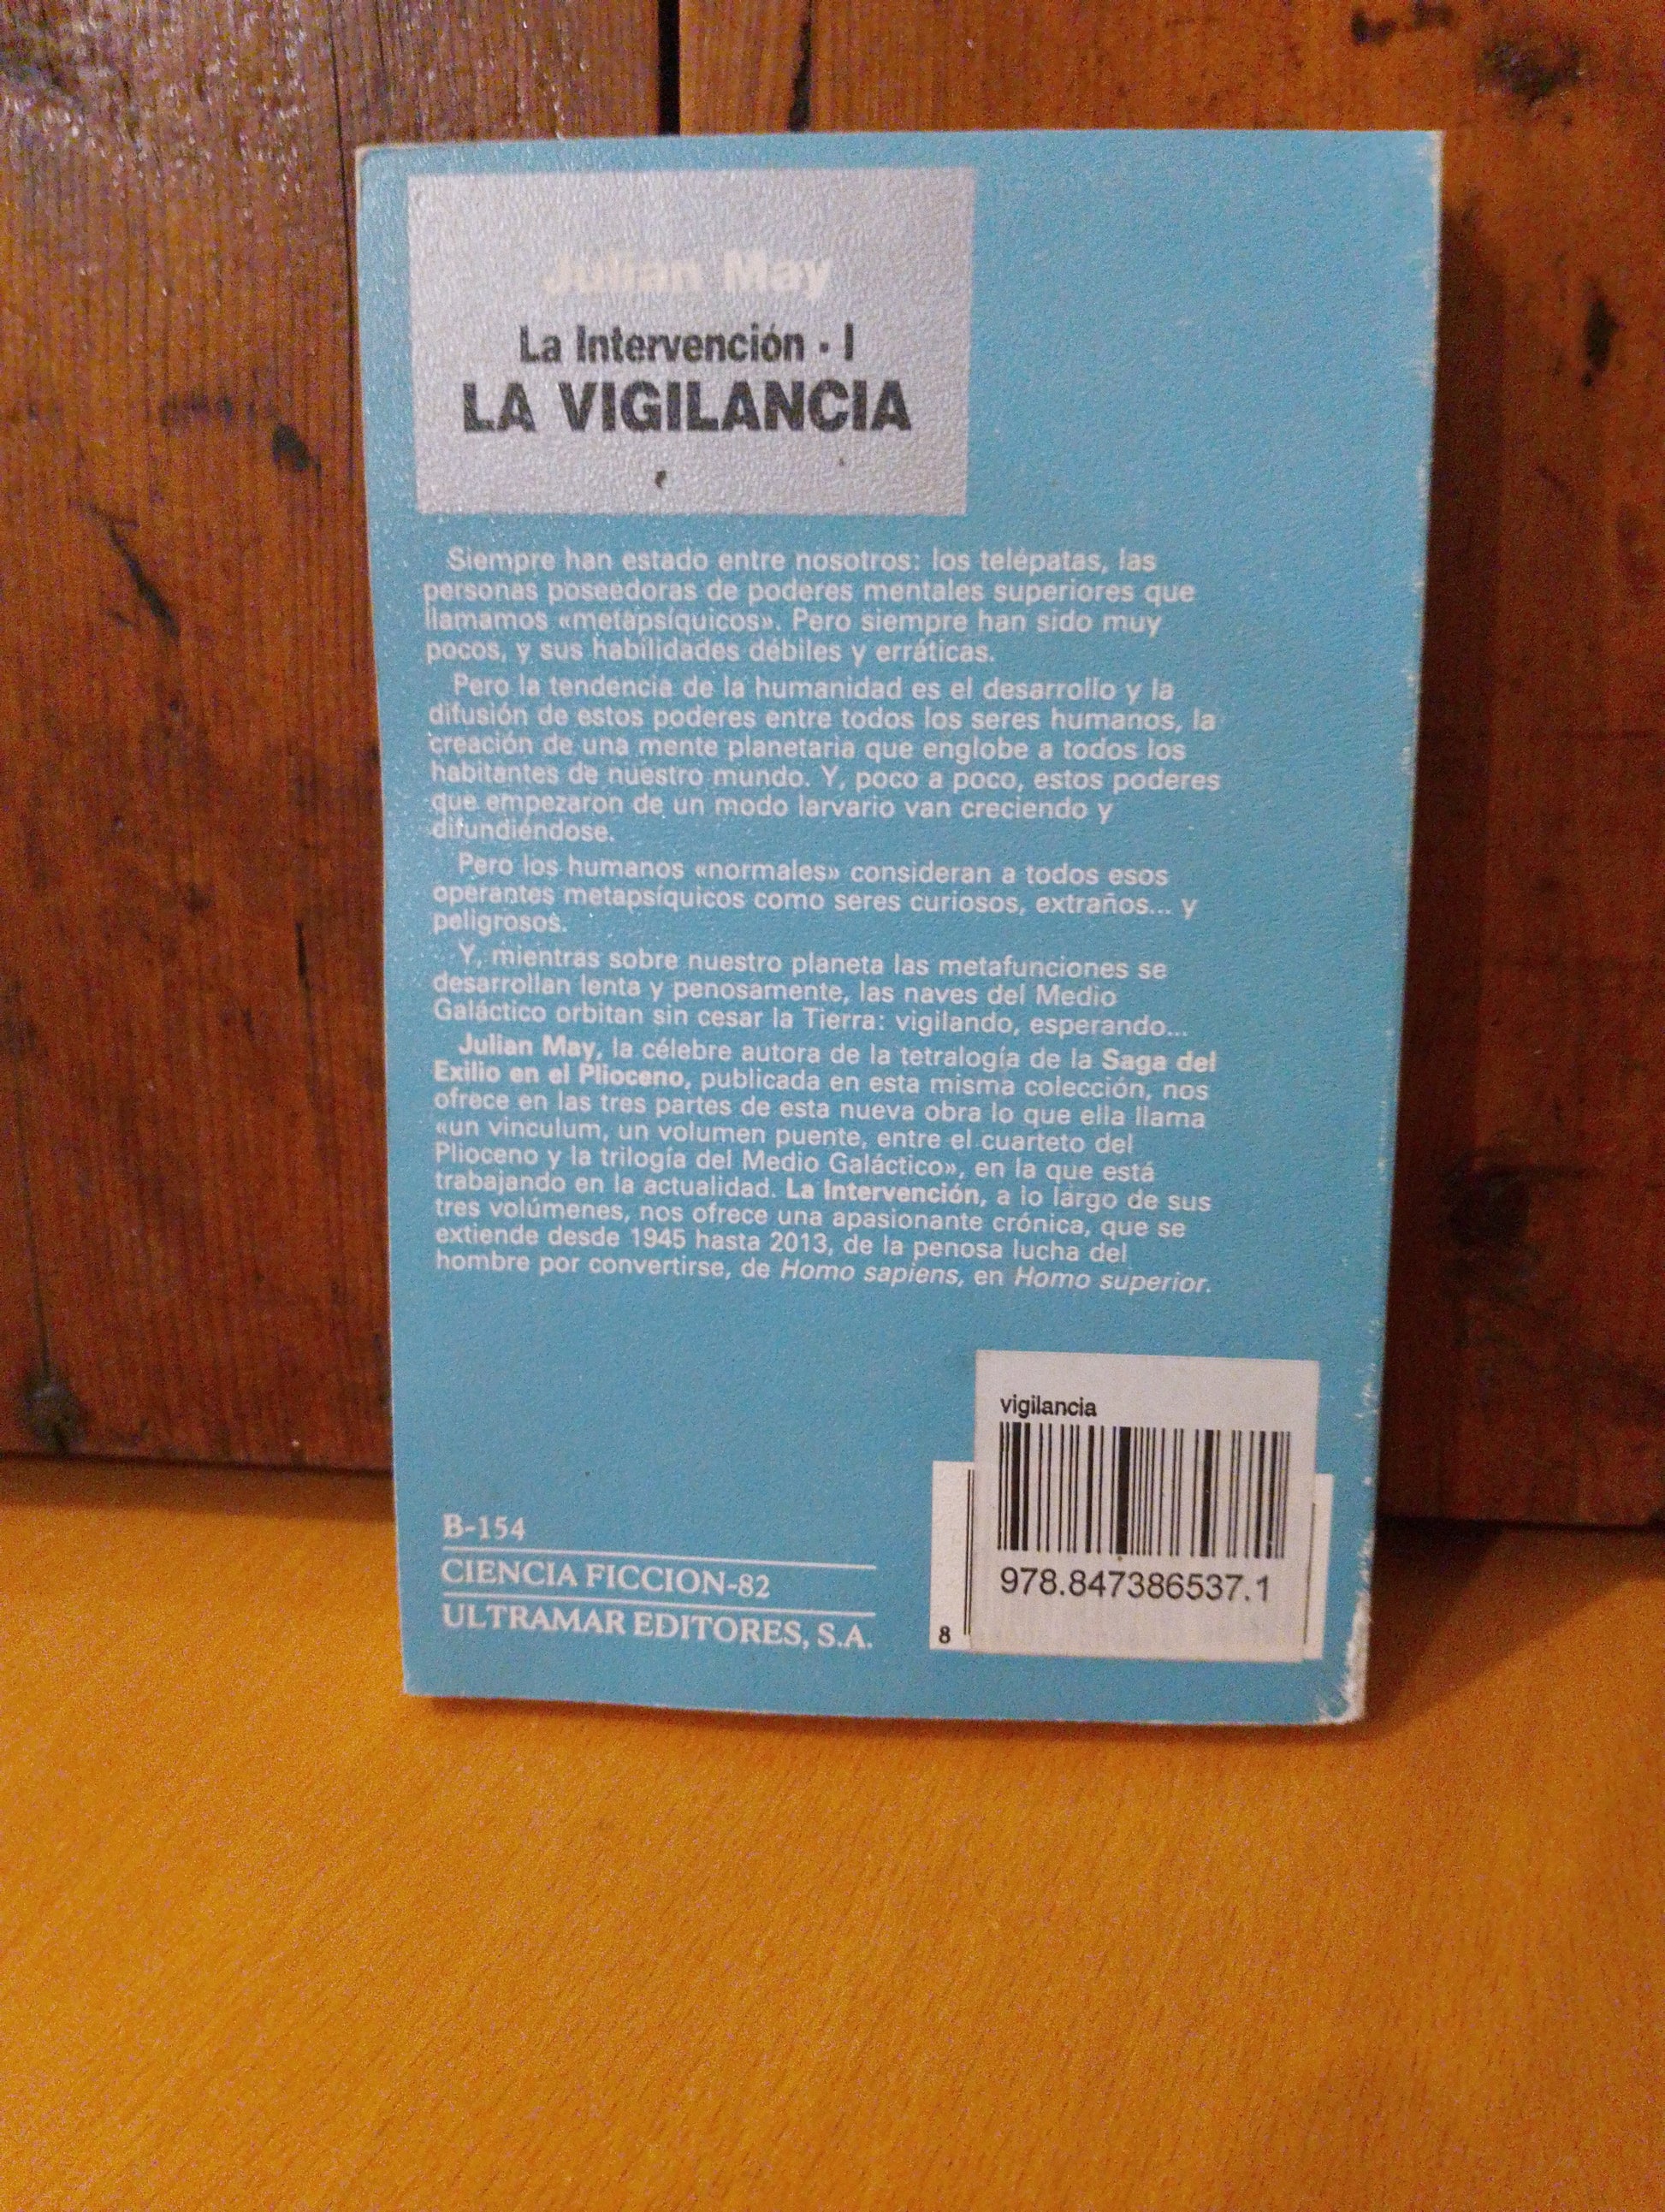 Julian May
La Intervención · I
LA VIGILANCIA
Siempre han estado entre nosotros: los telépatas, las
personas poseedoras de poderes mentales superiores que
llamamos «metapsíquicos». Pero siempre han sido muy
pocos, y sus habilidades débiles y erráticas.
Pero la tendencia de la humanidad es el desarrollo y la
difusión de estos poderes entre todos los seres humanos, la
creación de una mente planetaria que englobe a todos los
habitantes de nuestro mundo. Y, poco a poco, estos poderes
que empezaron de un modo larvario van creciendo y
difundiéndose.
Pero los humanos «normales» consideran a todos esos
operantes metapsíquicos como seres curiosos, extraños... y
peligrosos.
Y, mientras sobre nuestro planeta las metafunciones se
desarrollan lenta y penosamente, las naves del Medio
Galáctico orbitan sin cesar la Tierra: vigilando, esperando...
Julian May, la célebre autora de la tetralogía de la Saga del
Exilio en el Plioceno, publicada en esta misma colección, nos
ofrece en las tres partes de esta nueva obra lo que ella llama
«un vinculum, un volumen puente, entre el cuarteto del
Plioceno y la trilogía del Medio Galáctico», en la que está
trabajando en la actualidad. La Intervención, a lo largo de sus
tres volúmenes, nos ofrece una apasionante crónica, que se
extiende desde 1945 hasta 2013, de la penosa lucha del
hombre por convertirse, de Homo sapiens, en Homo superior.
vigilancia
978.847386537.1
8
B-154
CIENCIA FICCION-82
ULTRAMAR EDITORES, S.A.